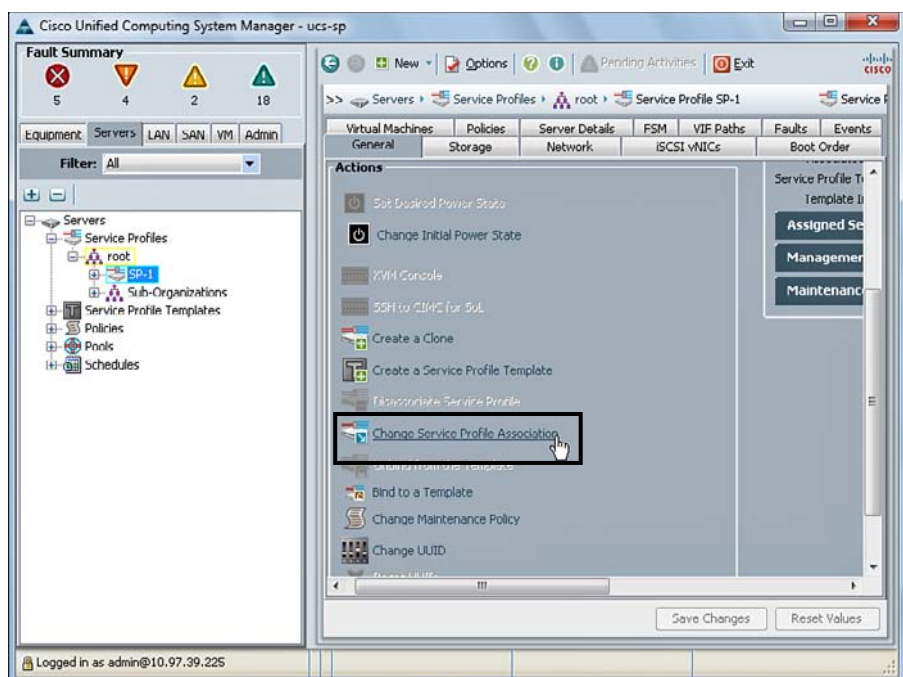 Cisco Unified Computing System Manager - ucs-sp
Fault Summary
5 4 2 18
Equipment Servers LAN SAN VM Admin
Filter: All
Servers
Service Profiles
root
SP-1
Sub-Organizations
Service Profile Templates
Policies
Pools
Schedules
New Options Pending Activities Exit
cisco
>> Servers Service Profiles root Service Profile SP-1 Service
Virtual Machines Policies Server Details FSM VIF Paths Faults Events
General Storage Network iSCSI vNICs Boot Order
Actions
Set Desired Power State
Change Initial Power State
KVM Console
SSH to CIMC for SoL
Create a Clone
Create a Service Profile Template
Disassociate Service Profile
Change Service Profile Association
Unbind from the Template
Bind to a Template
Change Maintenance Policy
Change UUID
Service Profile T
Template I
Assigned Se
Managemen
Maintenanc
Save Changes Reset Values
Logged in as admin@10.97.39.225